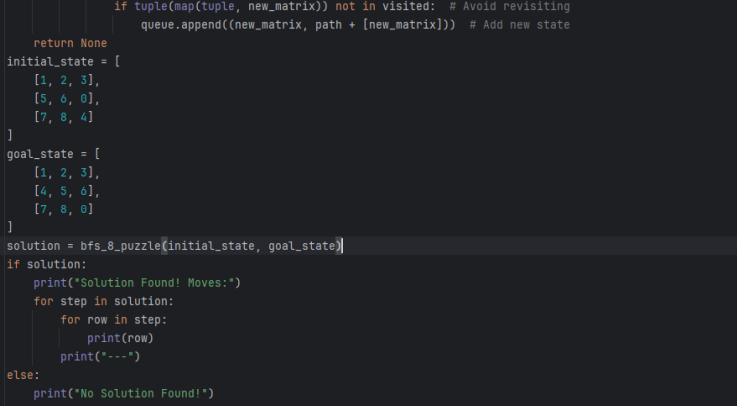 if tuple(map(tuple, new_matrix)) not in visited:  # Avoid revisiting
queue.append((new_matrix, path + [new_matrix]))  # Add new state
return None
initial_state = [
[1, 2, 3],
[5, 6, 0],
[7, 8, 4]
]
goal_state = [
[1, 2, 3],
[4, 5, 6],
[7, 8, 0]
]
solution = bfs_8_puzzle(initial_state, goal_state)
if solution:
print("Solution Found! Moves:")
for step in solution:
for row in step:
print(row)
print("---")
else:
print("No Solution Found!")